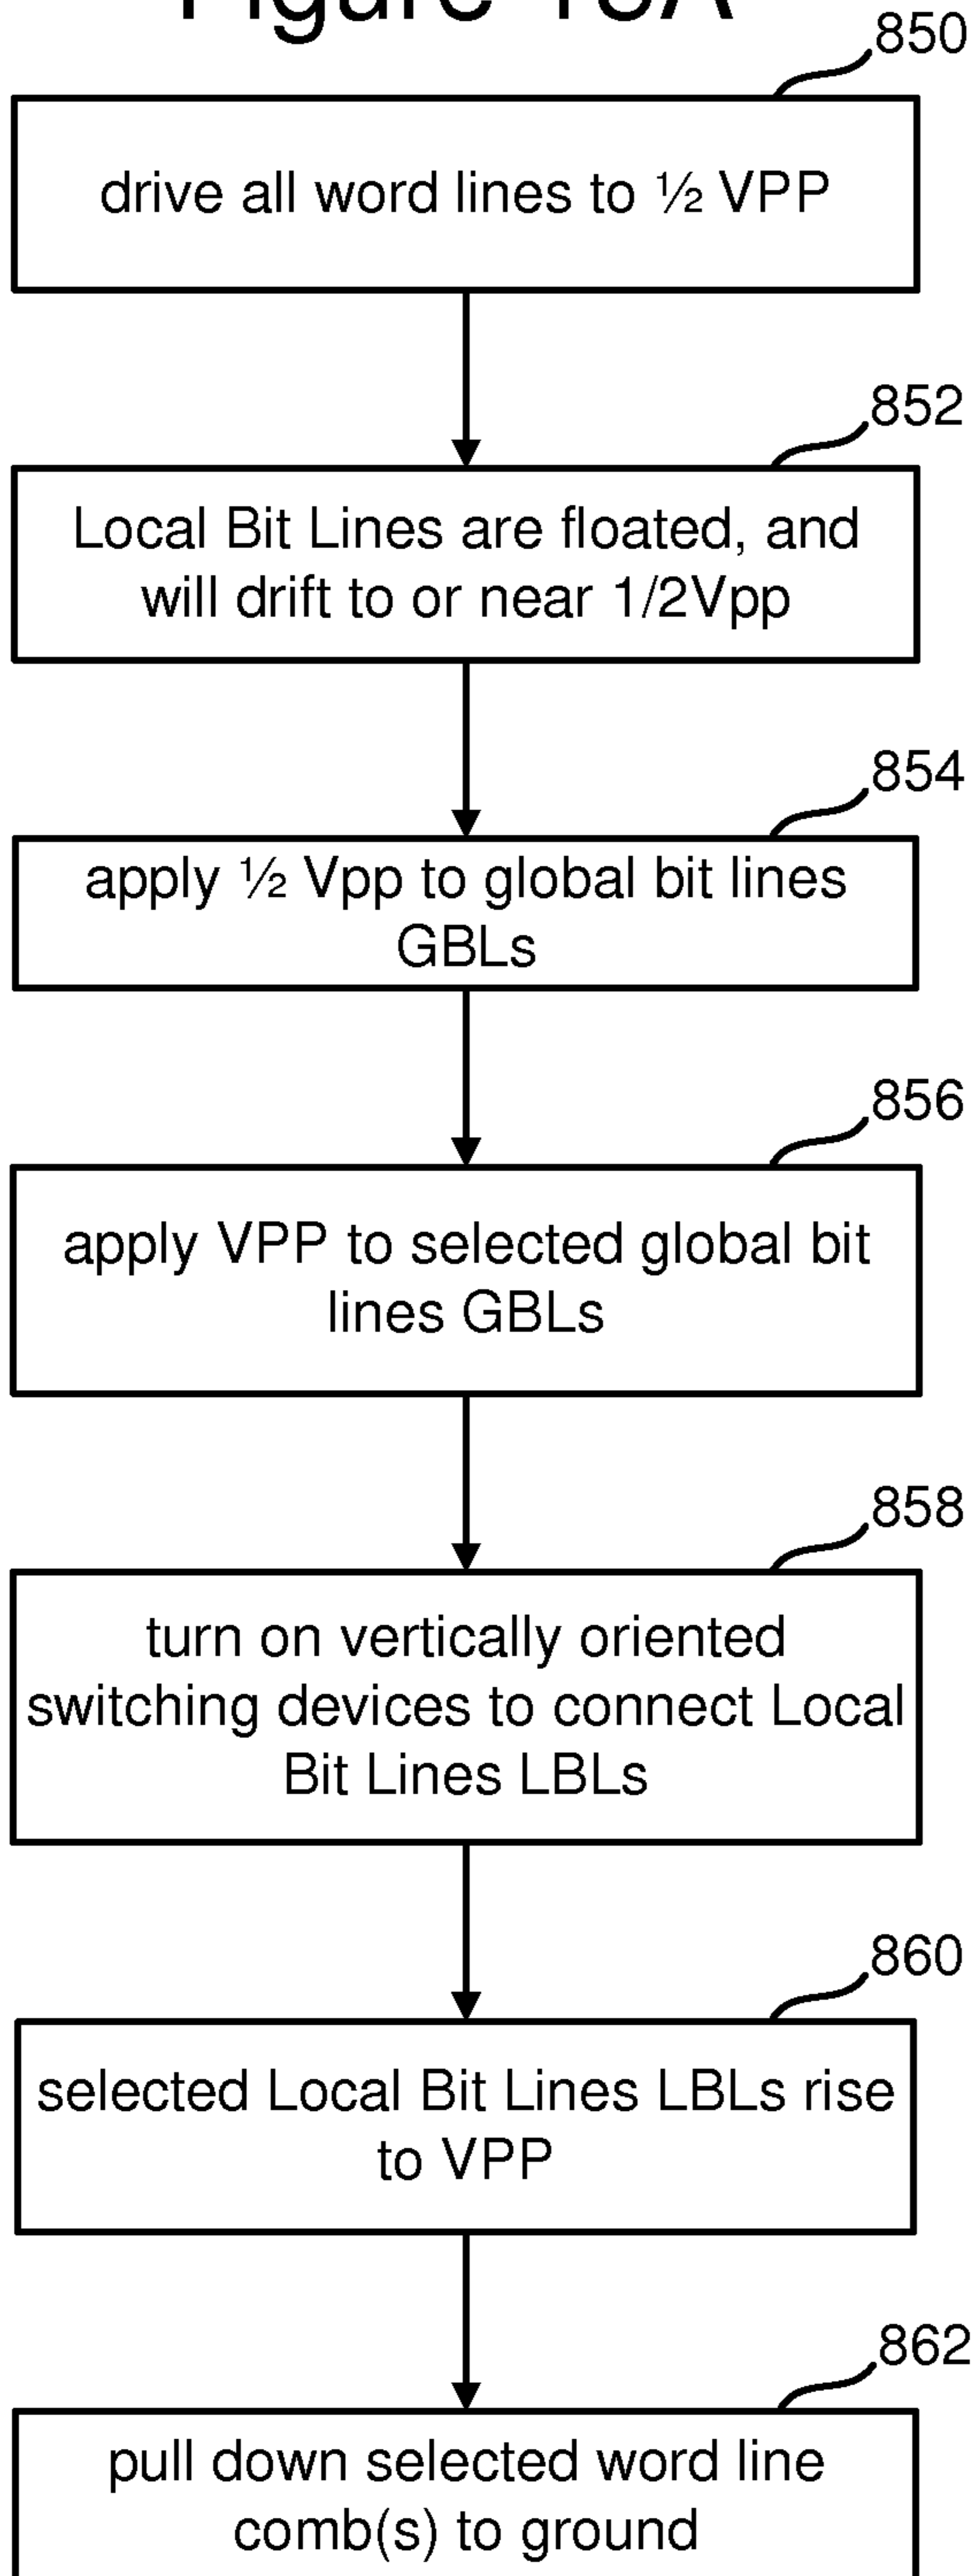 Figure
850
drive all word lines to ½ VPP
852
Local Bit Lines are floated, and
will drift to or near 1/2Vpp
854
apply ½ Vpp to global bit lines
GBLs
856
apply VPP to selected global bit
lines GBLs
858
turn on vertically oriented
switching devices to connect Local
Bit Lines LBLs
860
selected Local Bit Lines LBLs rise
to VPP
862
pull down selected word line
comb(s) to ground